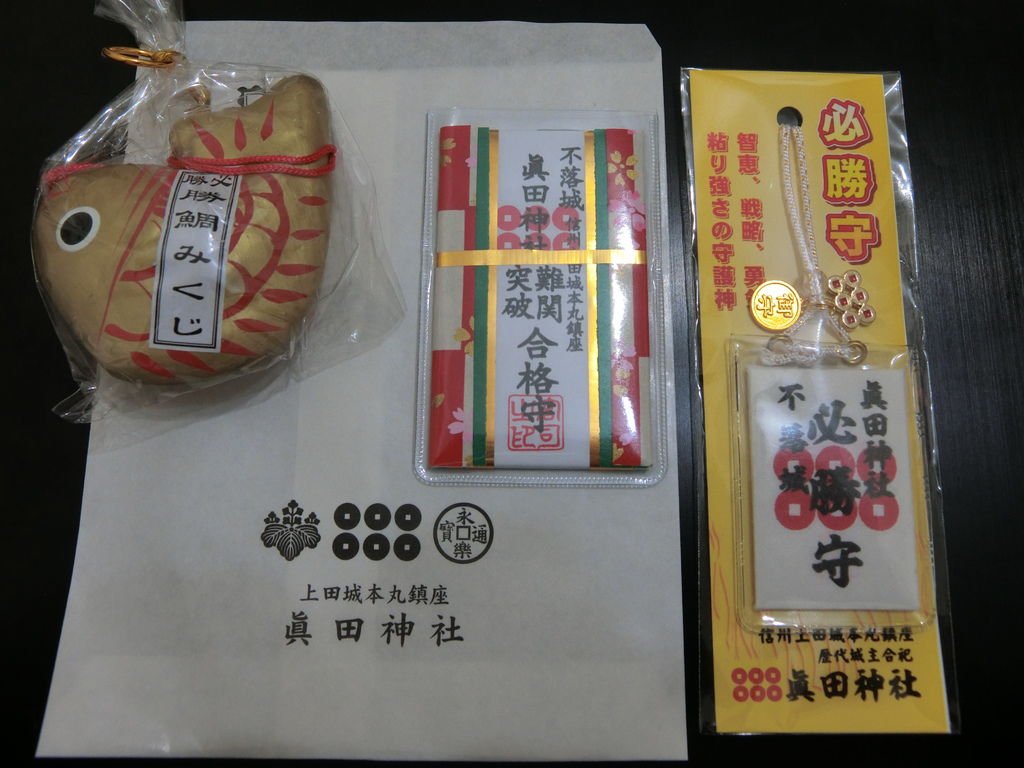 必勝
勝鯛みくじ
不落城
信州上田城本丸鎮座
眞田神社
難関
突破
合格守
永樂通寶
上田城本丸鎮座
眞田神社
必勝守
智恵、戦略、勇
粘り強さの守護神
眞田神社
必勝守
不落城
信州上田城本丸鎮座
歴代城主合祀
眞田神社